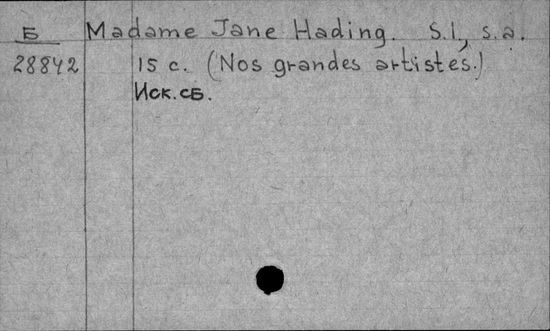 Б Madame Jane Hading. S.l, s.a.
28842 15 c. (Nos grandes artistes.)
Иск.сб.